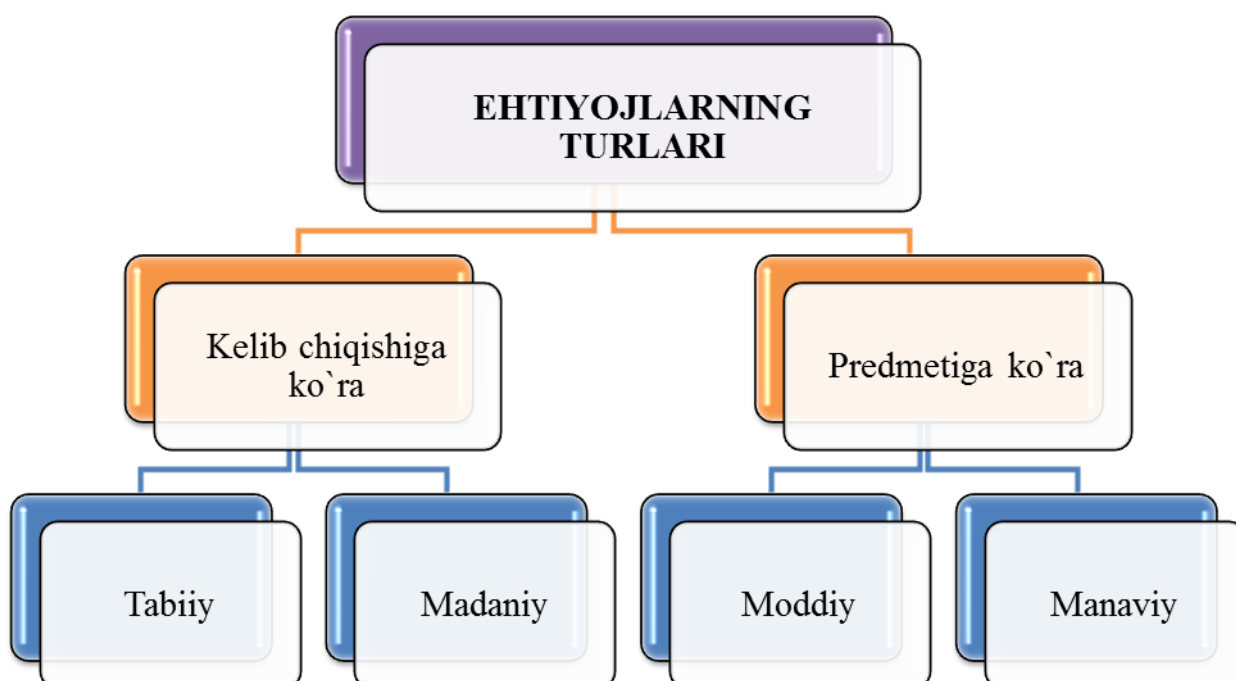 EHTIYOJLARNING
TURLARI
Kelib chiqishiga
ko`ra
Predmetiga ko`ra
Tabiiy
Madaniy
Moddiy
Manaviy